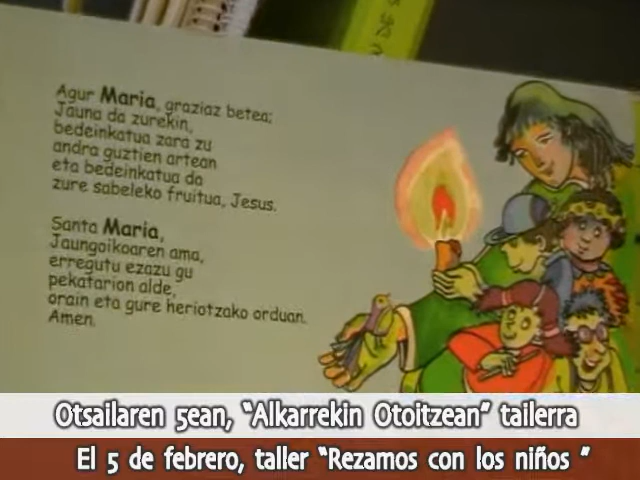 Agur Maria, graziaz betea;
Jauna da zurekin,
bedeinkatua zara zu
andra guztien artean
eta bedeinkatua da
zure sabeleko fruitua, Jesus.
Santa Maria,
Jaungoikoaren ama,
erregutu ezazu gu
pekatarion alde,
orain eta gure heriotzako orduan.
Amen.
Otsailaren 5ean, "Alkarrekin Otoitzean" tailerra
El 5 de febrero, taller "Rezamos con los niños "